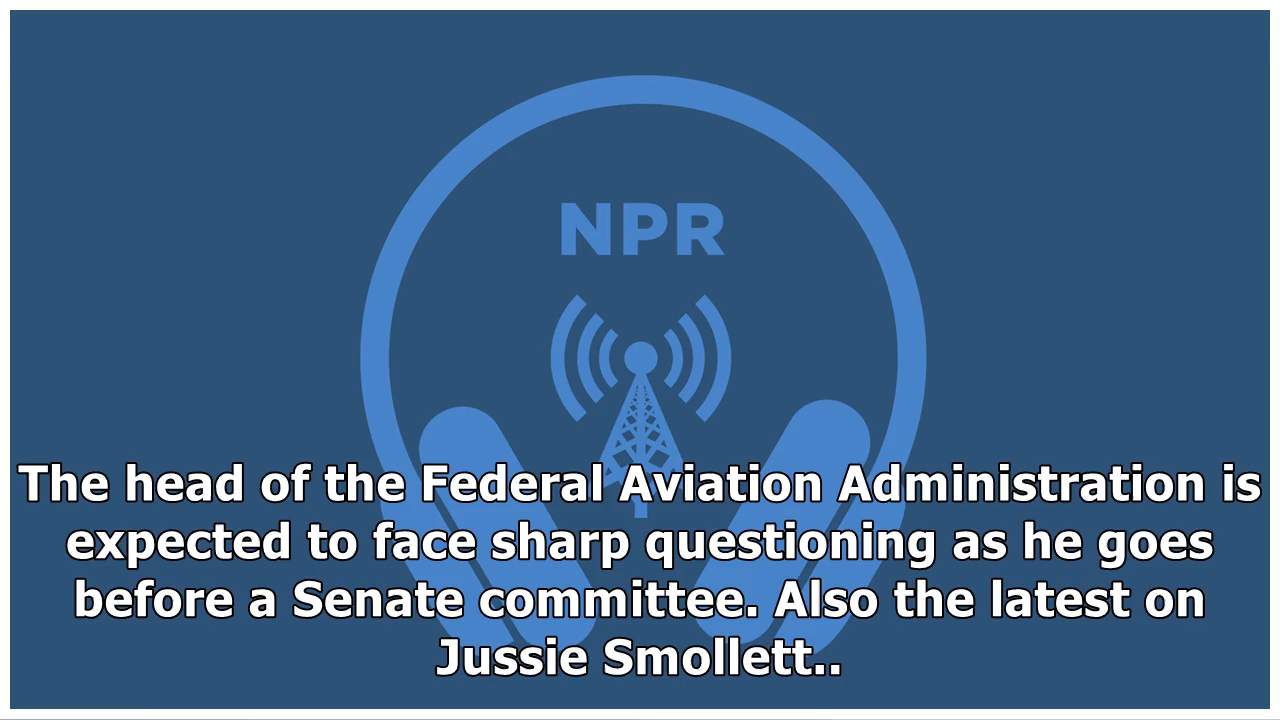 NPR
The head of the Federal Aviation Administration is
expected to face sharp questioning as he goes
before a Senate committee. Also the latest on
Jussie Smollett..